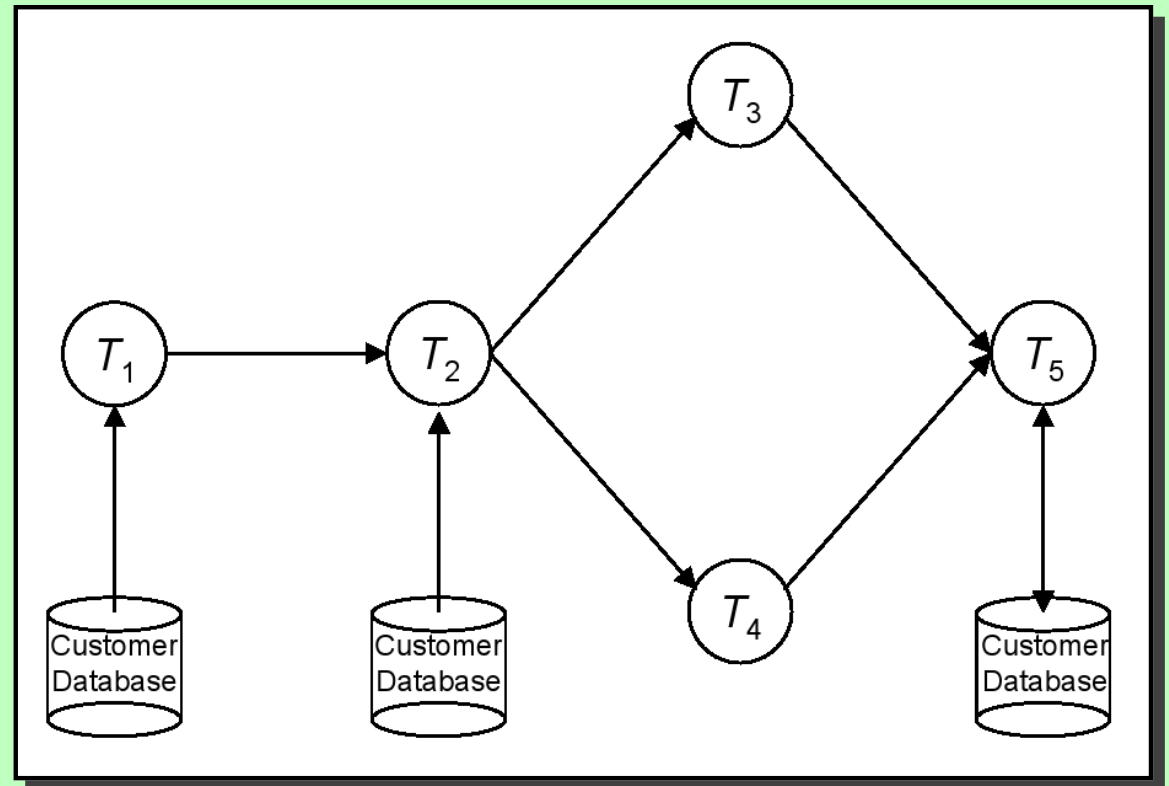 T3
T1
T2
T5
T4
Customer
Database
Customer
Database
Customer
Database